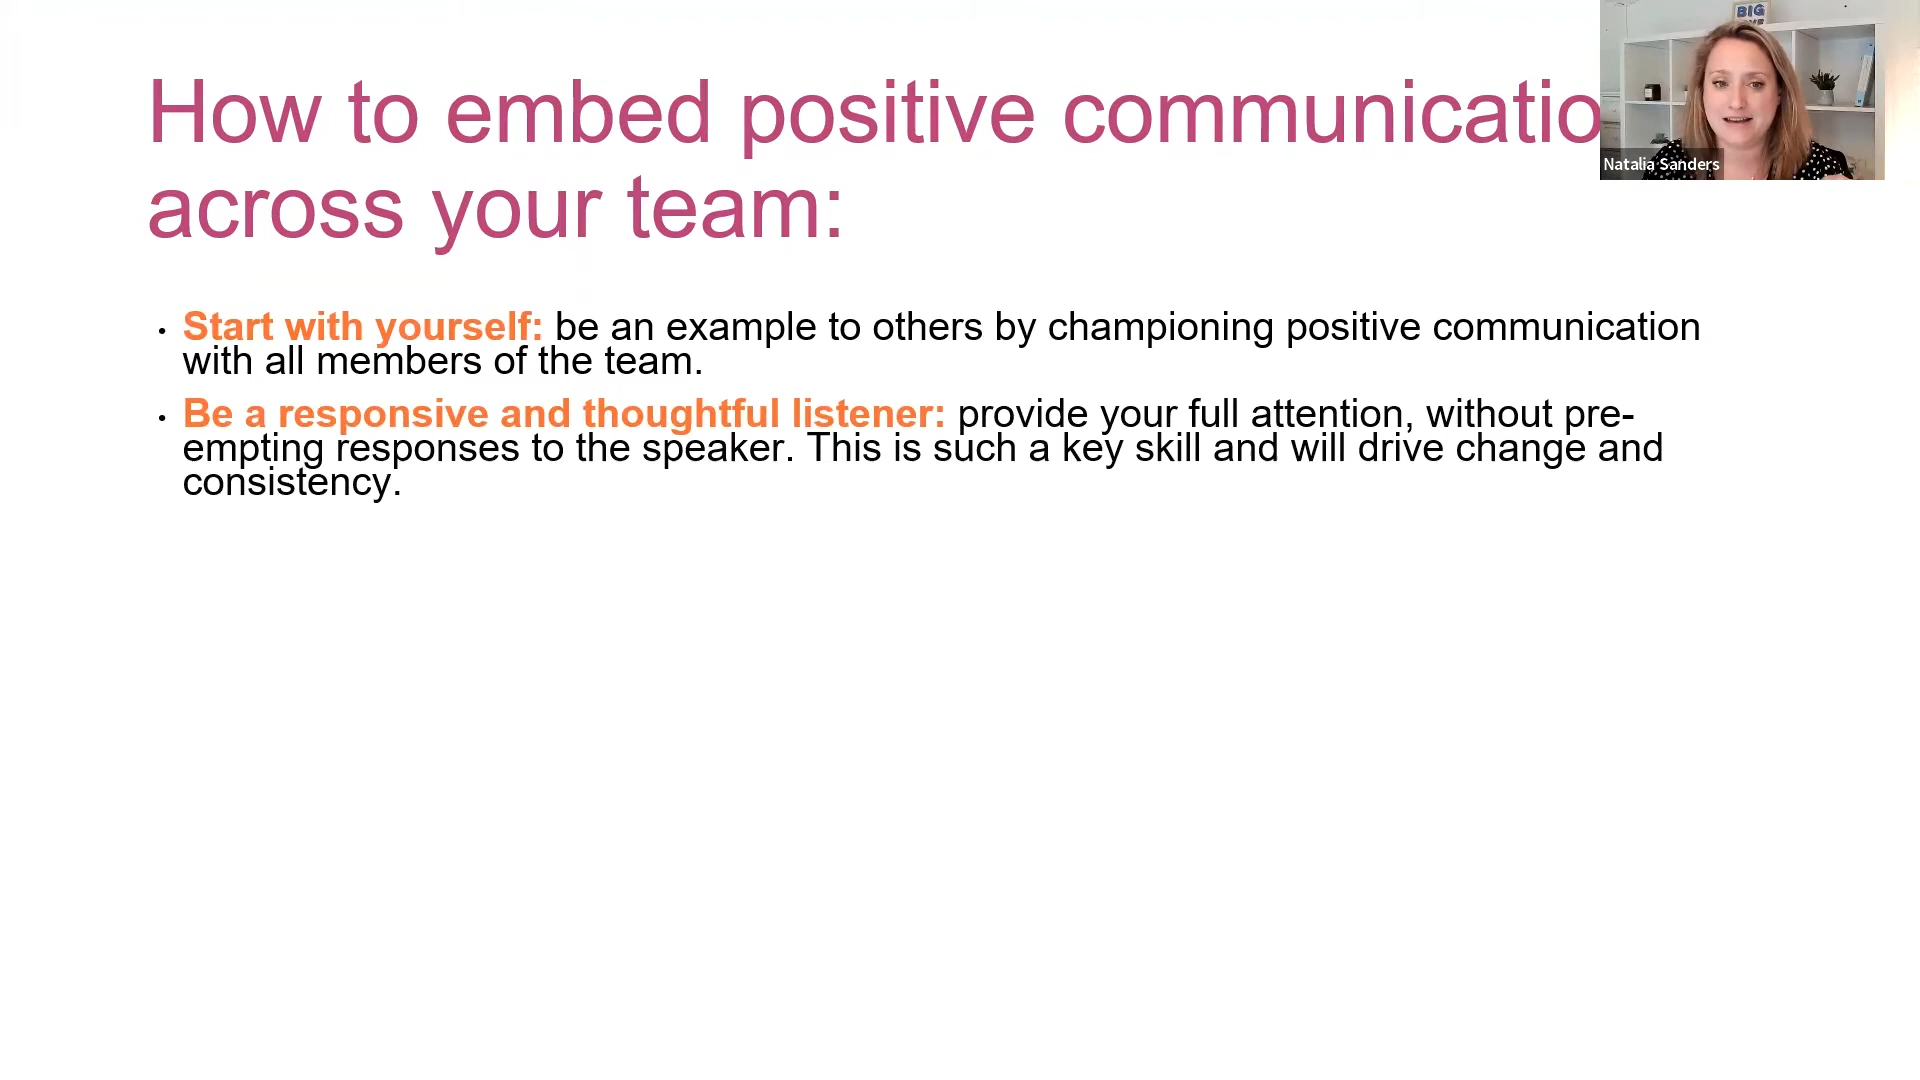 How to embed positive communicatio
across your team:
BIG
Natalia Sanders
• Start with yourself: be an example to others by championing positive communication
with all members of the team.
• Be a responsive and thoughtful listener: provide your full attention, without pre-
empting responses to the speaker. This is such a key skill and will drive change and
consistency.